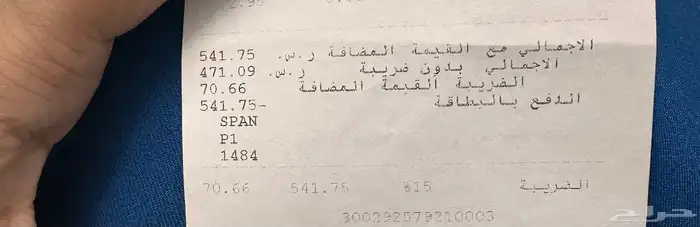 الاجمالي مع القيمة المضافة ر.س. 541.75
الاجمالي بدون ضريبة ر.س. 471.09
الضريبة القيمة المضافة 70.66
الدفع بالبطاقة 541.75-
SPAN
P1
1484
الضريبة %15 541.75 70.66
300292579210003
حراج